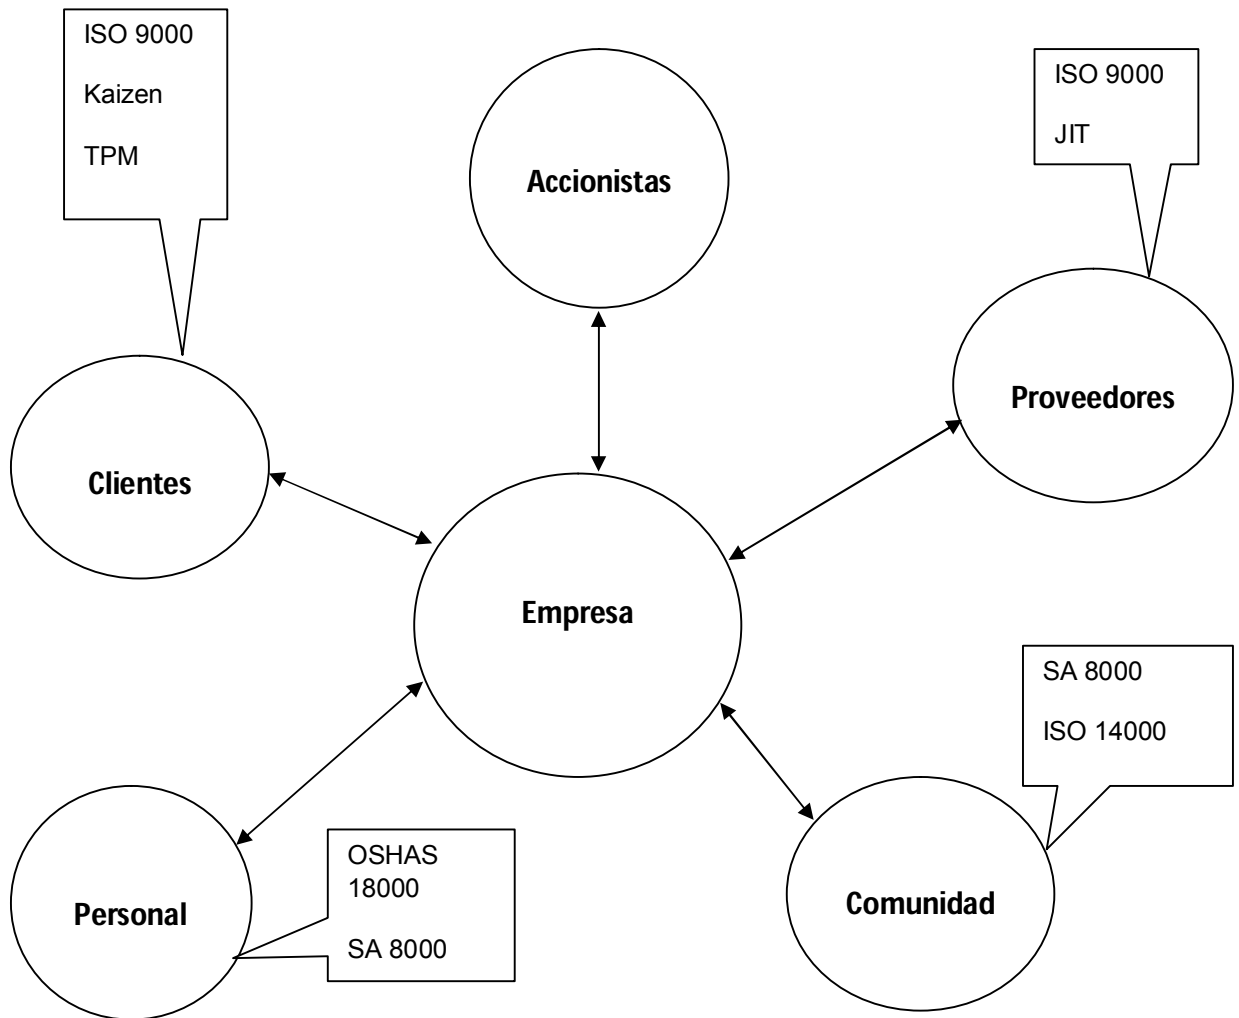 ISO 9000
Kaizen
TPM
Accionistas
ISO 9000
JIT
Proveedores
Clientes
Empresa
SA 8000
ISO 14000
Personal
OSHAS
18000
SA 8000
Comunidad